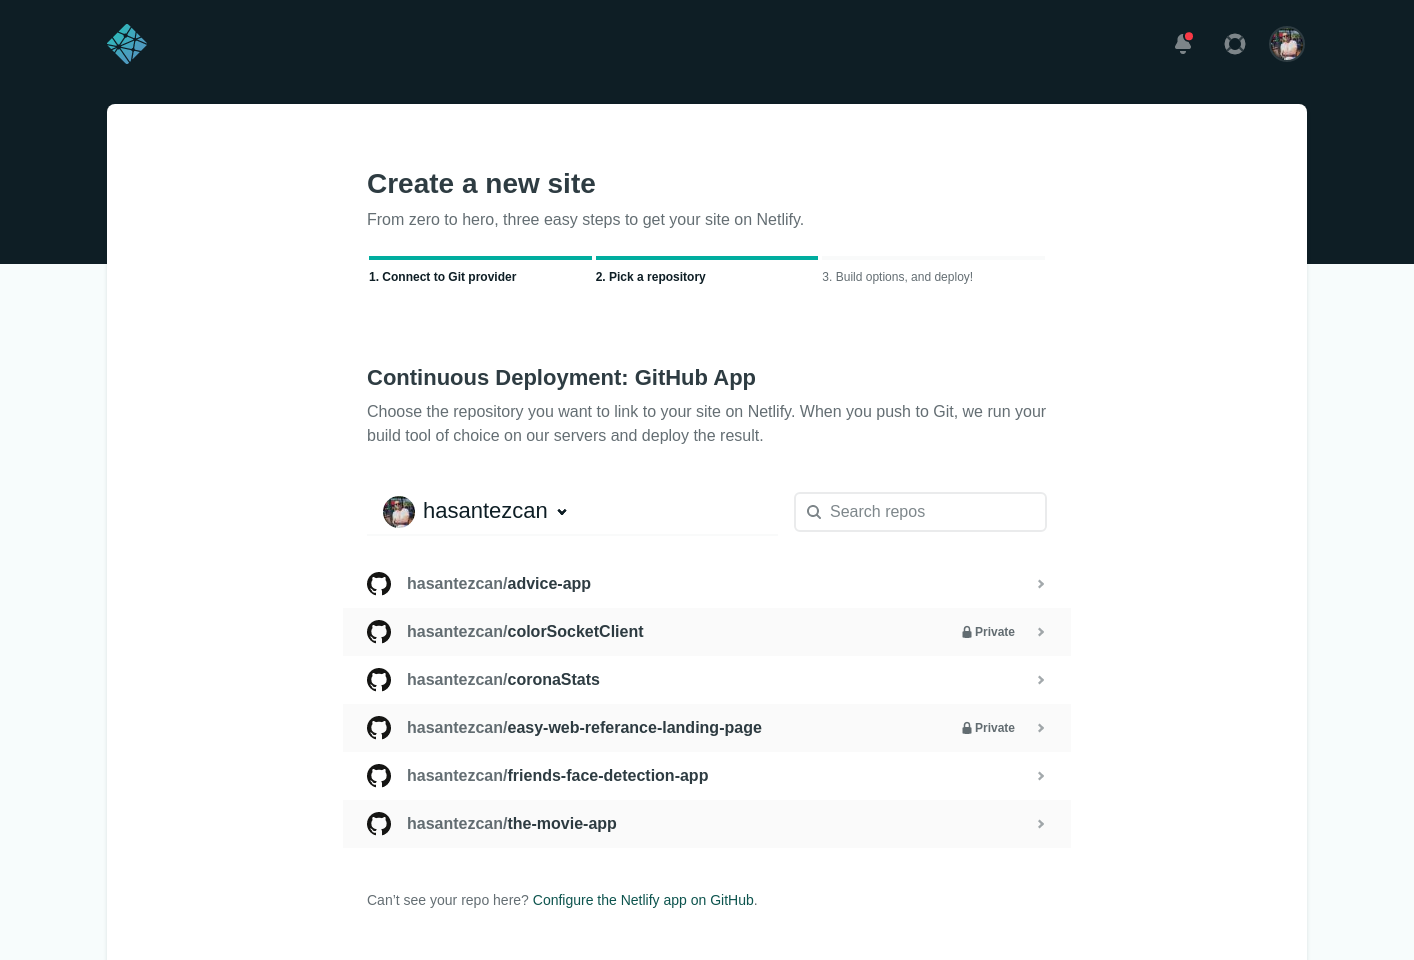 Create a new site
From zero to hero, three easy steps to get your site on Netlify.
1. Connect to Git provider
2. Pick a repository
3. Build options, and deploy!
Continuous Deployment: GitHub App
Choose the repository you want to link to your site on Netlify. When you push to Git, we run your
build tool of choice on our servers and deploy the result.
hasantezcan
Search repos
hasantezcan/advice-app
hasantezcan/colorSocketClient
Private
hasantezcan/coronaStats
hasantezcan/easy-web-referance-landing-page
Private
hasantezcan/friends-face-detection-app
hasantezcan/the-movie-app
Can't see your repo here? Configure the Netlify app on GitHub.